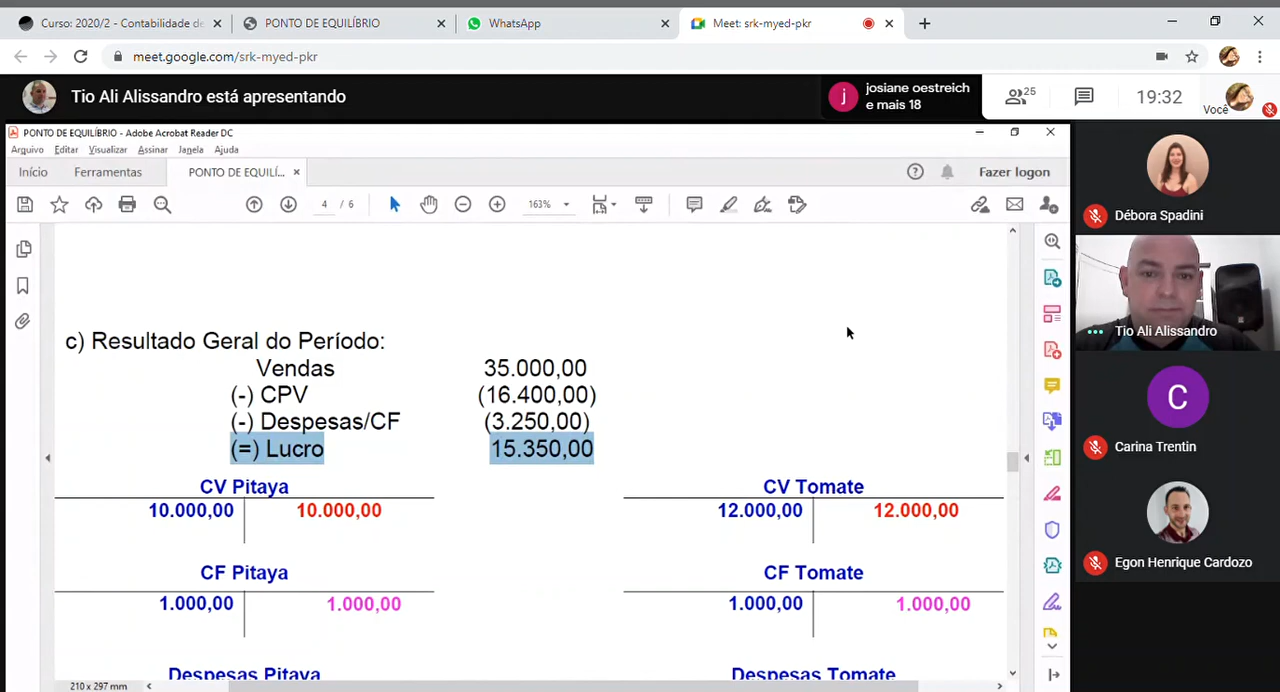 Curso: 2020/2 - Contabilidade de
PONTO DE EQUILÍBRIO
WhatsApp
Meet: srk-myed-pkr
meet.google.com/srk-myed-pkr
Tio Ali Alissandro está apresentando
j
josiane oestreich
e mais 18
25
19:32
Você
PONTO DE EQUILÍBRIO - Adobe Acrobat Reader DC
Arquivo Editar Visualizar Assinar Janela Ajuda
Início Ferramentas PONTO DE EQUILÍ...
Fazer logon
4 / 6
163%
c) Resultado Geral do Período:
Vendas 35.000,00
(-) CPV (16.400,00)
(-) Despesas/CF (3.250,00)
(=) Lucro 15.350,00
CV Pitaya CV Tomate
10.000,00 10.000,00 12.000,00 12.000,00
CF Pitaya CF Tomate
1.000,00 1.000,00 1.000,00 1.000,00
Despesas Pitaya Despesas Tomate
210 x 297 mm
Débora Spadini
Tio Ali Alissandro
C
Carina Trentin
Egon Henrique Cardozo